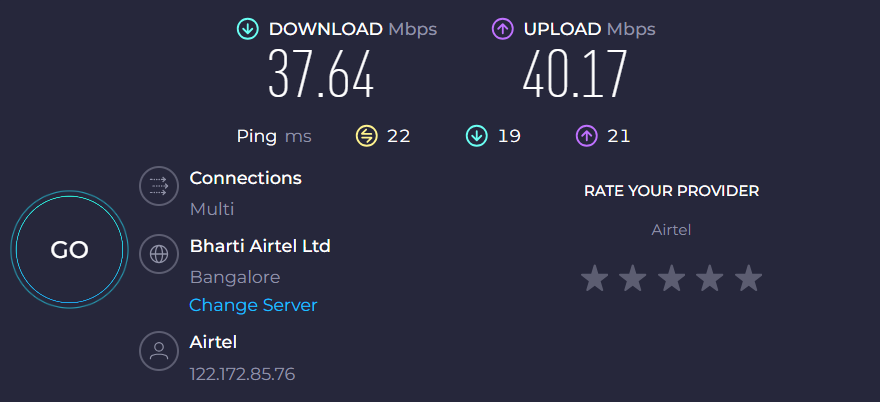 DOWNLOAD Mbps
UPLOAD Mbps
37.64
40.17
Ping ms 22 19 21
Connections
Multi
GO
Bharti Airtel Ltd
Bangalore
Change Server
Airtel
122.172.85.76
RATE YOUR PROVIDER
Airtel